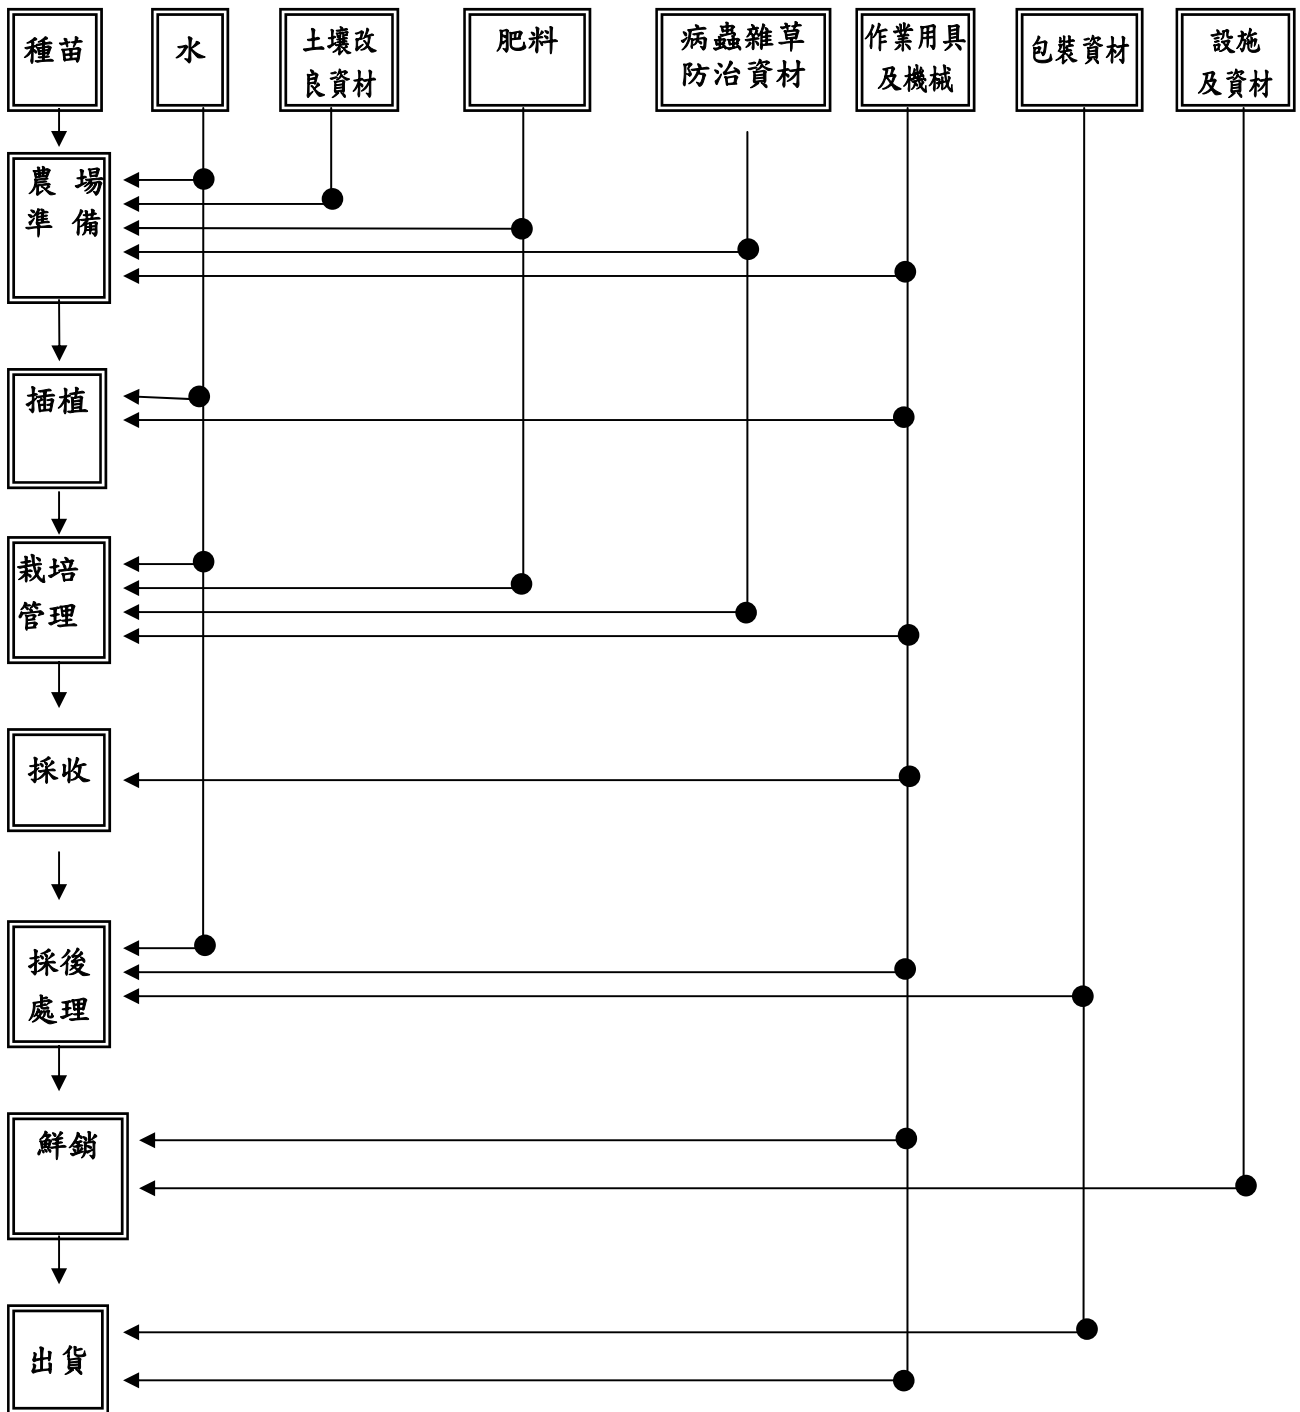 種苗
水
土壤改
良資材
肥料
病蟲雜草
防治資材
作業用具
及機械
包裝資材
設施
及資材
農 場
準 備
插植
栽培
管理
採收
採後
處理
鮮銷
出貨